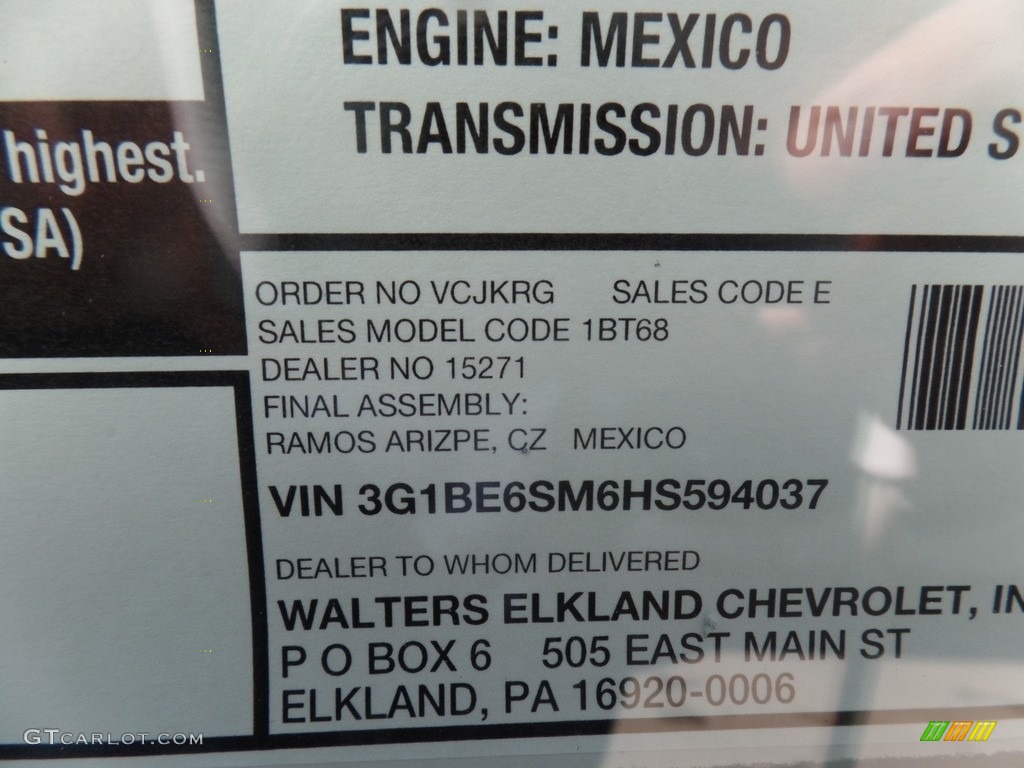 ENGINE: MEXICO
TRANSMISSION: UNITED S
highest.
SA)
ORDER NO VCJKRG SALES CODE E
SALES MODEL CODE 1BT68
DEALER NO 15271
FINAL ASSEMBLY:
RAMOS ARIZPE, CZ MEXICO
VIN 3G1BE6SM6HS594037
DEALER TO WHOM DELIVERED
WALTERS ELKLAND CHEVROLET, IN
P O BOX 6 505 EAST MAIN ST
ELKLAND, PA 16920-0006
GTCARLOT.COM